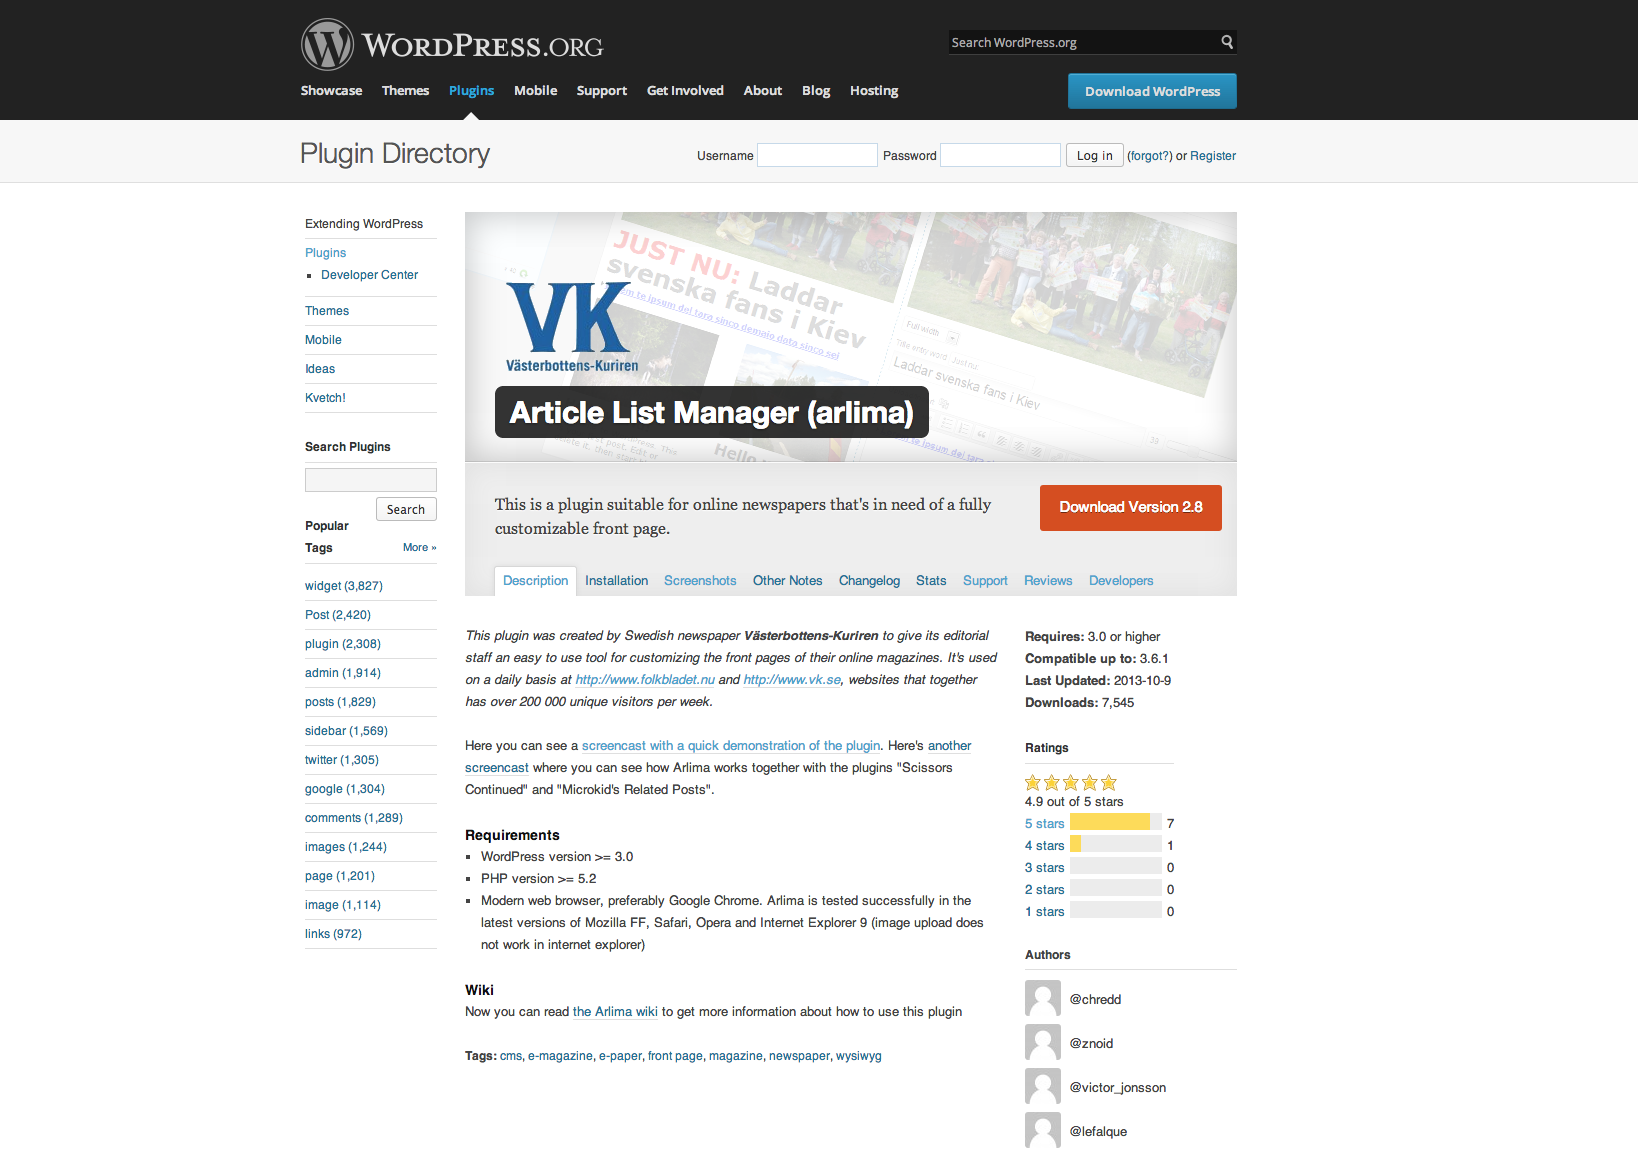 WORDPRESS.ORG
Search WordPress.org
Showcase Themes Plugins Mobile Support Get Involved About Blog Hosting
Download WordPress
Plugin Directory
Username Password Log in (forgot?) or Register
Extending WordPress
Plugins
Developer Center
Themes
Mobile
Ideas
Kvetch!
Search Plugins
Search
Popular
Tags More »
widget (3,827)
Post (2,420)
plugin (2,308)
admin (1,914)
posts (1,829)
sidebar (1,569)
twitter (1,305)
google (1,304)
comments (1,289)
images (1,244)
page (1,201)
image (1,114)
links (972)
JUST NU: Laddar
svenska fans i Kiev
Full width
Title entry word: Just nu
Laddar svenska fans i Kiev
Hello
VK
Västerbottens-Kuriren
Article List Manager (arlima)
This is a plugin suitable for online newspapers that's in need of a fully
customizable front page.
Download Version 2.8
Description Installation Screenshots Other Notes Changelog Stats Support Reviews Developers
This plugin was created by Swedish newspaper Västerbottens-Kuriren to give its editorial
staff an easy to use tool for customizing the front pages of their online magazines. It's used
on a daily basis at http://www.folkbladet.nu and http://www.vk.se, websites that together
has over 200 000 unique visitors per week.
Here you can see a screencast with a quick demonstration of the plugin. Here's another
screencast where you can see how Arlima works together with the plugins "Scissors
Continued" and "Microkid's Related Posts".
Requirements
WordPress version >= 3.0
PHP version >= 5.2
Modern web browser, preferably Google Chrome. Arlima is tested successfully in the
latest versions of Mozilla FF, Safari, Opera and Internet Explorer 9 (image upload does
not work in internet explorer)
Wiki
Now you can read the Arlima wiki to get more information about how to use this plugin
Tags: cms, e-magazine, e-paper, front page, magazine, newspaper, wysiwyg
Requires: 3.0 or higher
Compatible up to: 3.6.1
Last Updated: 2013-10-9
Downloads: 7,545
Ratings
4.9 out of 5 stars
5 stars 7
4 stars 1
3 stars 0
2 stars 0
1 stars 0
Authors
@chredd
@znoid
@victor_jonsson
@lefalque